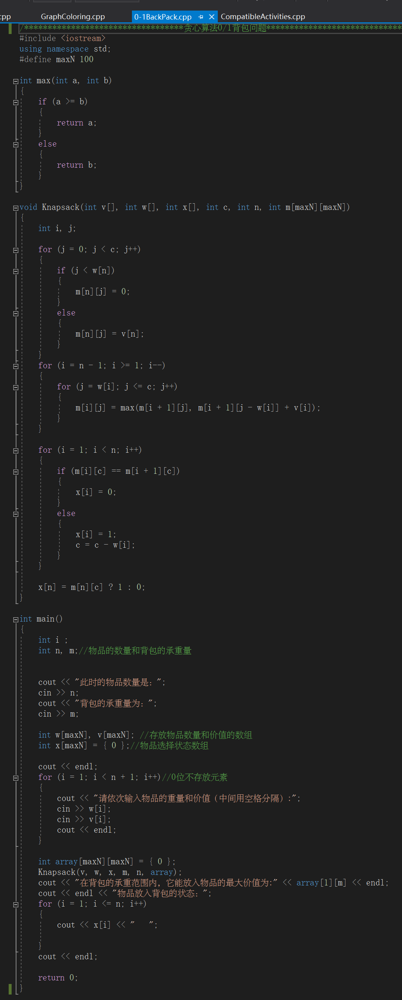 cpp GraphColoring.cpp 0-1BackPack.cpp CompatibleActivities.cpp
/**********************************贪心算法0/1背包问题*****************************
#include <iostream>
using namespace std;
#define maxN 100
int max(int a, int b)
{
if (a >= b)
{
return a;
}
else
{
return b;
}
}
void Knapsack(int v[], int w[], int x[], int c, int n, int m[maxN][maxN])
{
int i, j;
for (j = 0; j < c; j++)
{
if (j < w[n])
{
m[n][j] = 0;
}
else
{
m[n][j] = v[n];
}
}
for (i = n - 1; i >= 1; i--)
{
for (j = w[i]; j <= c; j++)
{
m[i][j] = max(m[i + 1][j], m[i + 1][j - w[i]] + v[i]);
}
}
for (i = 1; i < n; i++)
{
if (m[i][c] == m[i + 1][c])
{
x[i] = 0;
}
else
{
x[i] = 1;
c = c - w[i];
}
}
x[n] = m[n][c] ? 1 : 0;
}
int main()
{
int i ;
int n, m;//物品的数量和背包的承重量
cout << "此时的物品数量是：";
cin >> n;
cout << "背包的承重量为：";
cin >> m;
int w[maxN], v[maxN]; //存放物品数量和价值的数组
int x[maxN] = { 0 };//物品选择状态数组
cout << endl;
for (i = 1; i < n + 1; i++)//0位不存放元素
{
cout << "请依次输入物品的重量和价值（中间用空格分隔）:";
cin >> w[i];
cin >> v[i];
cout << endl;
}
int array[maxN][maxN] = { 0 };
Knapsack(v, w, x, m, n, array);
cout << "在背包的承重范围内，它能放入物品的最大价值为:" << array[1][m] << endl;
cout << endl << "物品放入背包的状态：";
for (i = 1; i <= n; i++)
{
cout << x[i] << "   ";
}
cout << endl;
return 0;
}